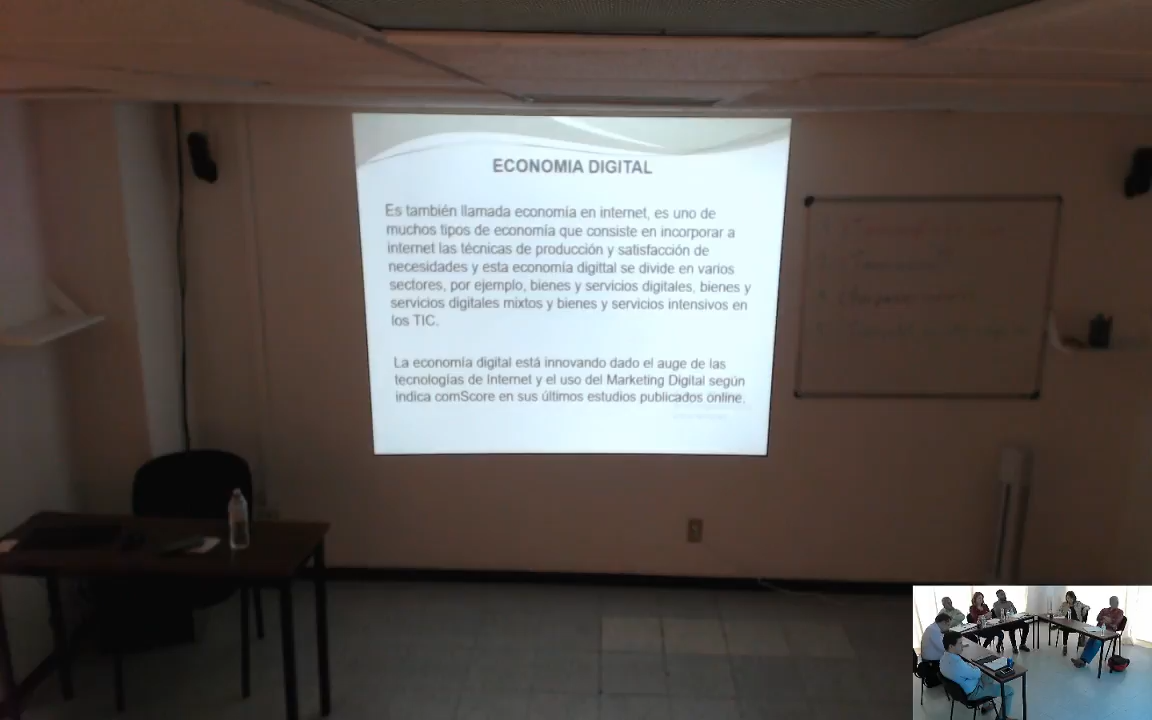 ECONOMIA DIGITAL
Es también llamada economía en internet, es uno de
muchos tipos de economía que consiste en incorporar a
internet las técnicas de producción y satisfacción de
necesidades y esta economía digittal se divide en varios
sectores, por ejemplo, bienes y servicios digitales, bienes y
servicios digitales mixtos y bienes y servicios intensivos en
los TIC.
La economía digital está innovando dado el auge de las
tecnologías de Internet y el uso del Marketing Digital según
indica comScore en sus últimos estudios publicados online.